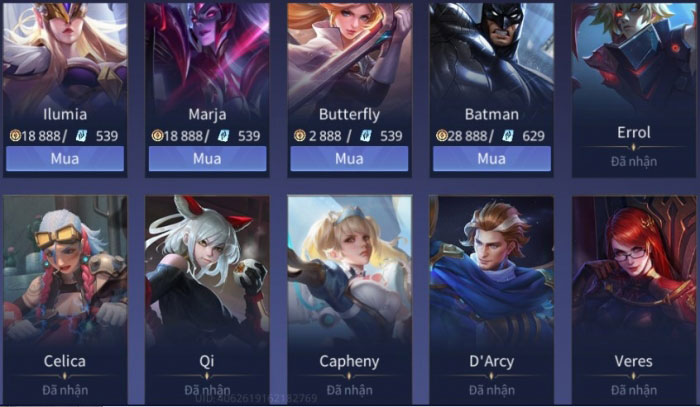 Ilumia Marja Butterfly Batman Errol
18 888 / 539 18 888 / 539 2 888 / 539 28 888 / 629 Đã nhận
Mua Mua Mua Mua
Celica Qi Capheny D'Arcy Veres
Đã nhận Đã nhận Đã nhận Đã nhận Đã nhận
UID: 4062619162182769